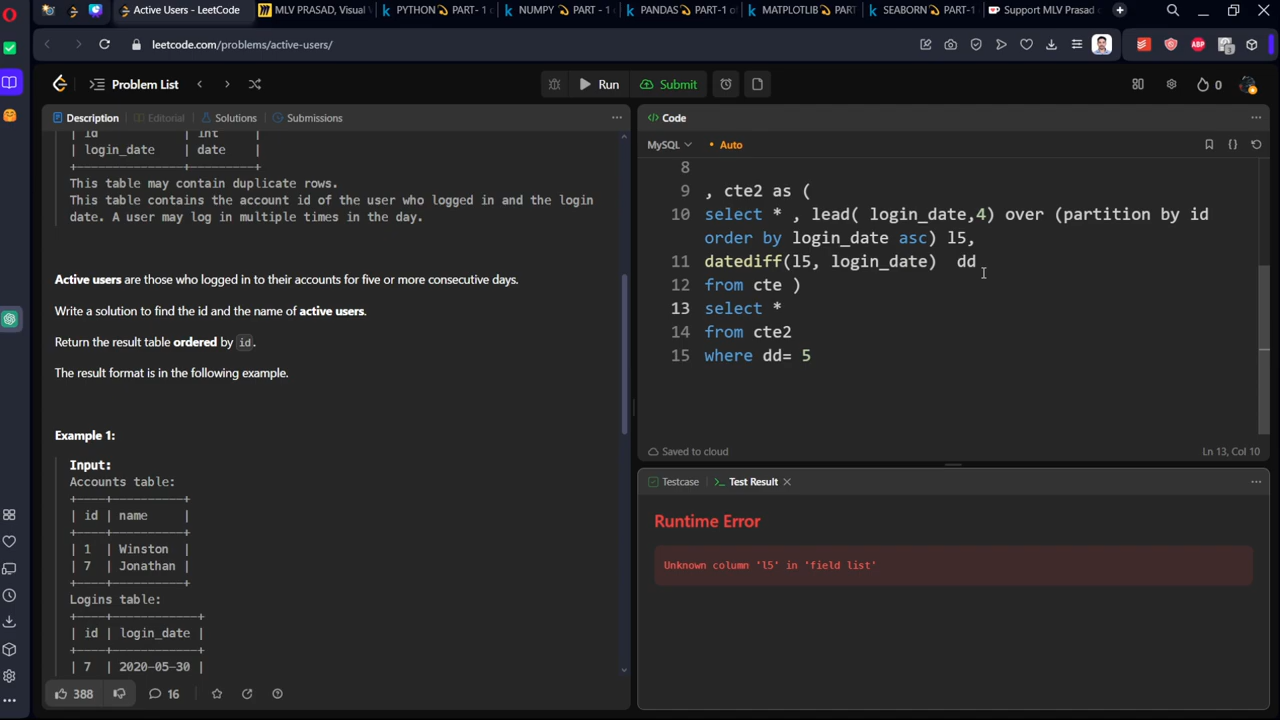 Active Users - LeetCode
MLV PRASAD, Visual
PYTHON PART- 1
NUMPY PART - 1
PANDAS PART-1 of
MATPLOTLIB PART
SEABORN PART-1
Support MLV Prasad
leetcode.com/problems/active-users/
Problem List
Run
Submit
0
Description
Editorial
Solutions
Submissions
| id | int |
| login_date | date |
+---------------+---------+
This table may contain duplicate rows.
This table contains the account id of the user who logged in and the login
date. A user may log in multiple times in the day.
Active users are those who logged in to their accounts for five or more consecutive days.
Write a solution to find the id and the name of active users.
Return the result table ordered by id.
The result format is in the following example.
Example 1:
Input:
Accounts table:
+----+----------+
| id | name |
+----+----------+
| 1 | Winston |
| 7 | Jonathan |
+----+----------+
Logins table:
+----+------------+
| id | login_date |
+----+------------+
| 7 | 2020-05-30 |
388
16
Code
MySQL
Auto
8
9 , cte2 as (
10 select * , lead( login_date,4) over (partition by id
order by login_date asc) l5,
11 datediff(l5, login_date) dd
12 from cte )
13 select *
14 from cte2
15 where dd= 5
Saved to cloud
Ln 13, Col 10
Testcase
Test Result
Runtime Error
Unknown column 'l5' in 'field list'